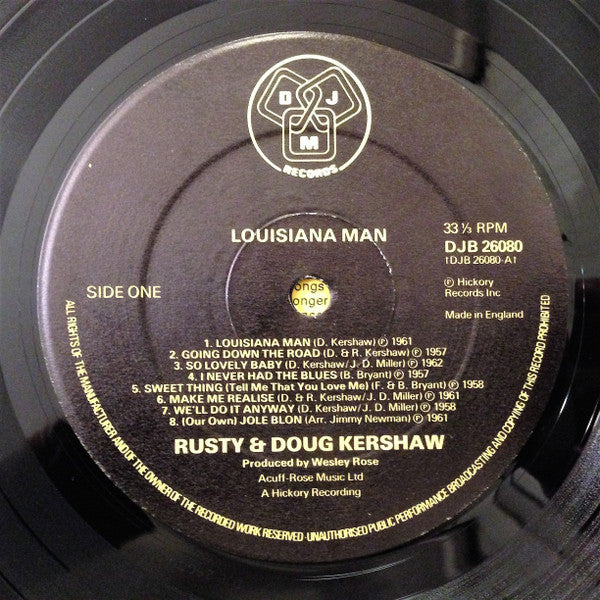 D J
M
RECORDS
LOUISIANA MAN
33 ⅓ RPM
DJB 26080
†DJB 26080-A†
SIDE ONE
ongs
onger
℗ Hickory
Records Inc
Made in England
1. LOUISIANA MAN (D. Kershaw) ℗ 1961
2. GOING DOWN THE ROAD (D. & R. Kershaw) ℗ 1957
3. SO LOVELY BABY (D. Kershaw/J. D. Miller) ℗ 1962
4. I NEVER HAD THE BLUES (B. Bryant) ℗ 1957
5. SWEET THING (Tell Me That You Love Me) (F. & B. Bryant) ℗ 1958
6. MAKE ME REALISE (D. & R. Kershaw/J. D. Miller) ℗ 1961
7. WE'LL DO IT ANYWAY (D. Kershaw/J. D. Miller) ℗ 1958
8. (Our Own) JOLE BLON (Arr. Jimmy Newman) ℗ 1961
RUSTY & DOUG KERSHAW
Produced by Wesley Rose
Acuff-Rose Music Ltd
A Hickory Recording
ALL RIGHTS OF THE MANUFACTURER AND OF THE OWNER OF THE RECORDED WORK RESERVED·UNAUTHORISED PUBLIC PERFORMANCE BROADCASTING AND COPYING OF THIS RECORD PROHIBITED